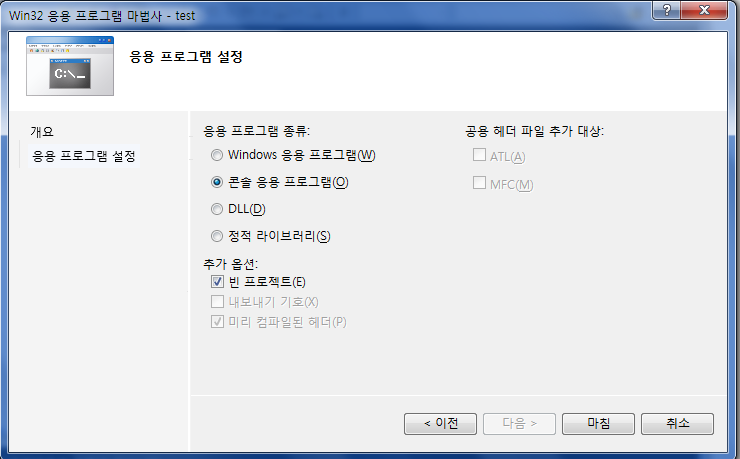 Win32 응용 프로그램 마법사 - test
C:\_
응용 프로그램 설정
개요
응용 프로그램 설정
응용 프로그램 종류:
Windows 응용 프로그램(W)
콘솔 응용 프로그램(O)
DLL(D)
정적 라이브러리(S)
추가 옵션:
빈 프로젝트(E)
내보내기 기호(X)
미리 컴파일된 헤더(P)
공용 헤더 파일 추가 대상:
ATL(A)
MFC(M)
< 이전
다음 >
마침
취소